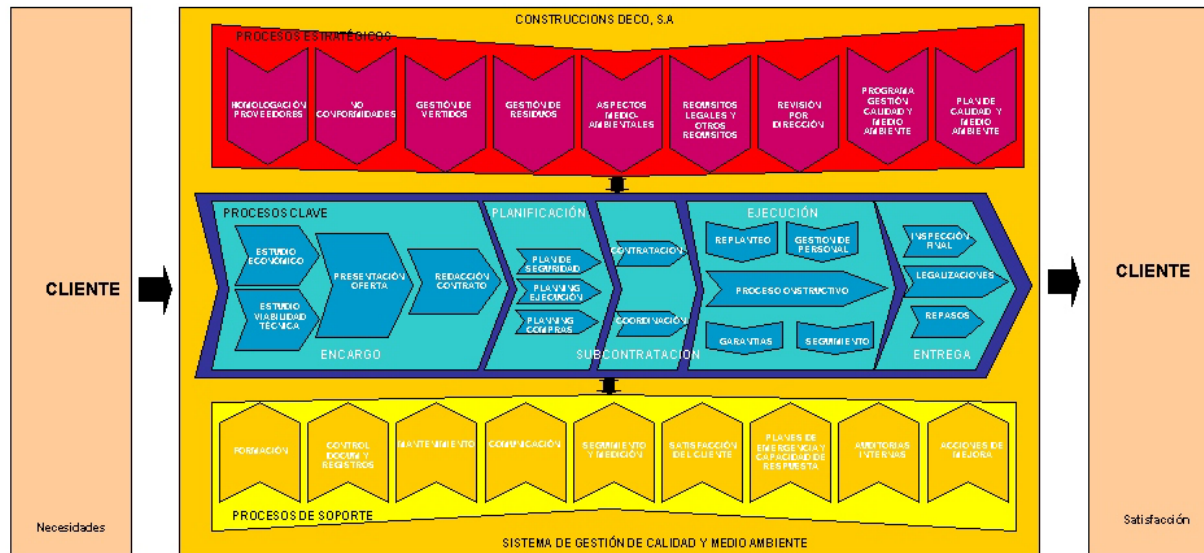 CONSTRUCCIONS DECO, S.A
PROCESOS ESTRATÉGICOS
HOMOLOGACIÓN
PROVEEDORES
NO
CONFORMIDADES
GESTIÓN DE
VERTIDOS
GESTIÓN DE
RESIDUOS
ASPECTOS
MEDIO-
AMBIENTALES
REQUISITOS
LEGALES Y
OTROS
REQUISITOS
REVISIÓN
POR
DIRECCIÓN
PROGRAMA
GESTIÓN
CALIDAD Y
MEDIO
AMBIENTE
PLAN DE
CALIDAD Y
MEDIO
AMBIENTE
CLIENTE
Necesidades
PROCESOS CLAVE
ESTUDIO
ECONÓMICO
ESTUDIO
VIABILIDAD
TÉCNICA
PRESENTACIÓN
OFERTA
REDACCIÓN
CONTRATO
ENCARGO
PLANIFICACIÓN
PLAN DE
SEGURIDAD
PLANNING
EJECUCIÓN
PLANNING
COMPRAS
CONTRATACIÓN
COORDINACIÓN
SUBCONTRATACION
EJECUCIÓN
REPLANTEO
GESTIÓN DE
PERSONAL
PROCESO ONSTRUCTIVO
GARANTIAS
SEGUIMIENTO
INSPECCIÓN
FINAL
LEGALIZACIONES
REPASOS
ENTREGA
CLIENTE
Satisfacción
FORMACIÓN
CONTROL
DOCUM Y
REGISTROS
MANTENIMIENTO
COMUNICACIÓN
SEGUIMIENTO
Y MEDICIÓN
SATISFACCIÓN
DEL CLIENTE
PLANES DE
EMERGENCIA Y
CAPACIDAD DE
RESPUESTA
AUDITORIAS
INTERNAS
ACCIONES DE
MEJORA
PROCESOS DE SOPORTE
SISTEMA DE GESTIÓN DE CALIDAD Y MEDIO AMBIENTE